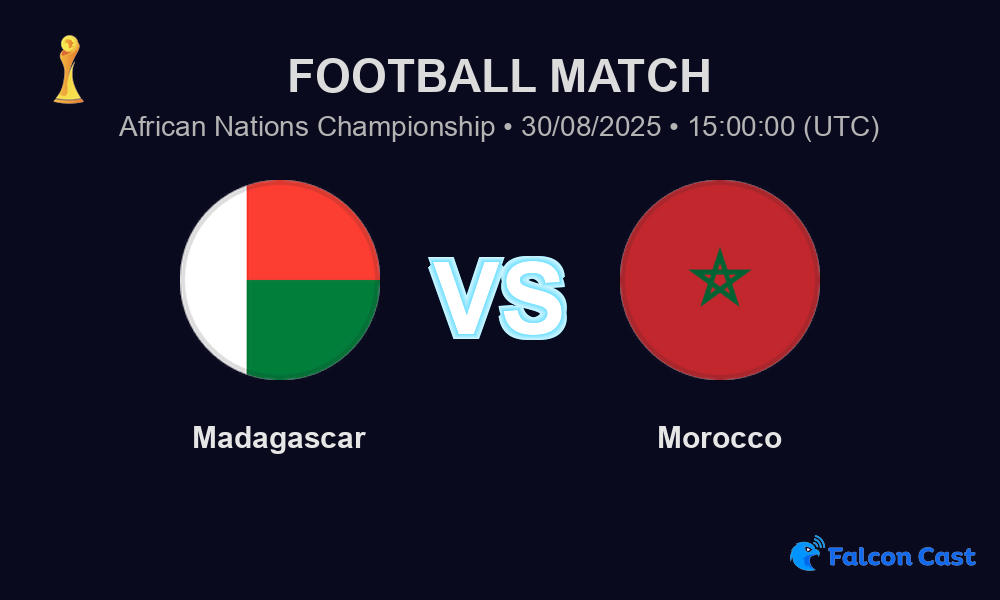 FOOTBALL MATCH
African Nations Championship • 30/08/2025 • 15:00:00 (UTC)
VS
Madagascar
Morocco
Falcon Cast